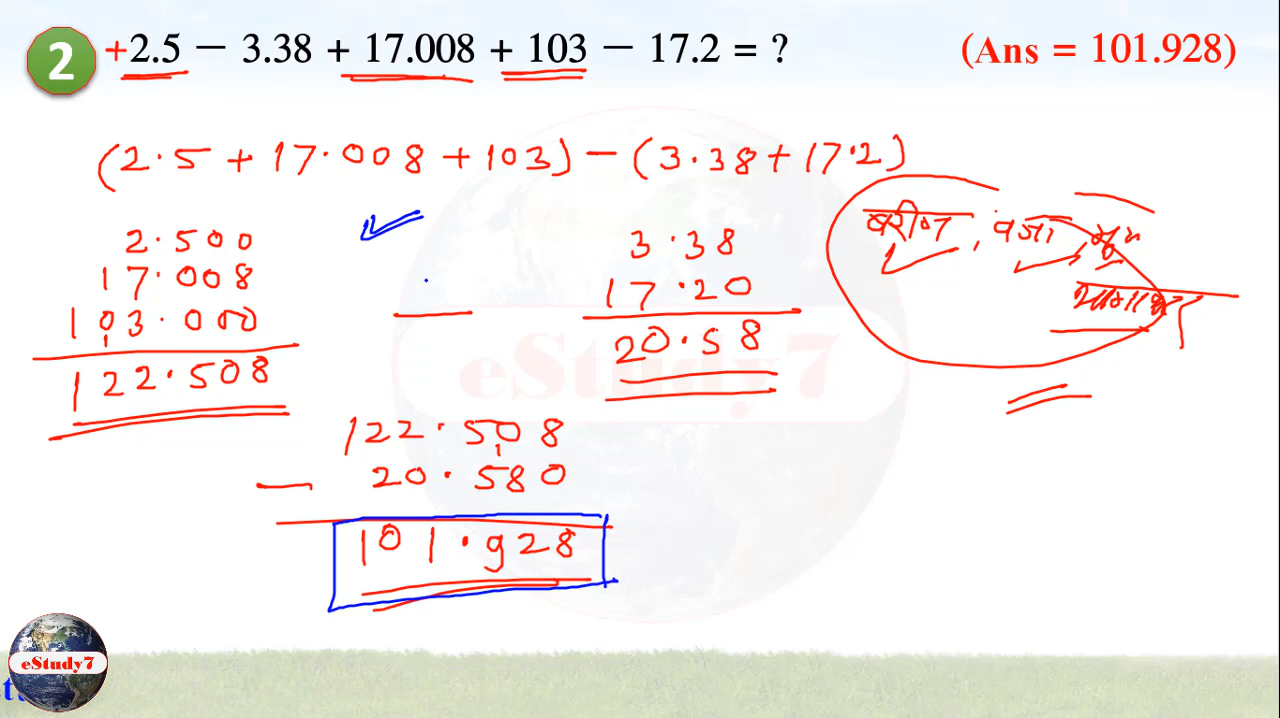 2
+2.5 − 3.38 + 17.008 + 103 − 17.2 = ?
(Ans = 101.928)
(2.5 + 17.008 + 103) − (3.38 + 17.2)
2.500
17.008
103.000
122.508
3.38
17.20
20.58
122.508
− 20.580
101.928
eStudy7
eStudy7